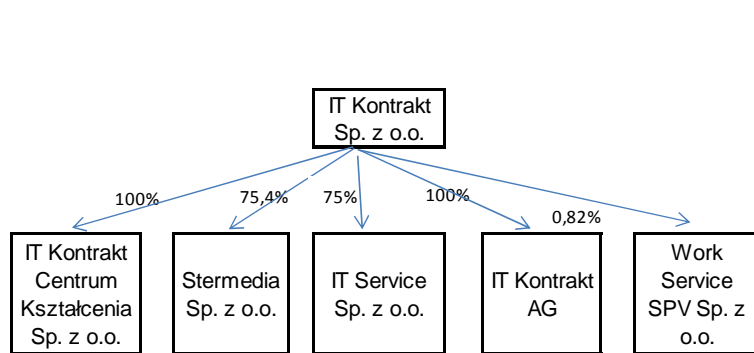 IT Kontrakt
Sp. z o.o.
100%
75,4%
75%
100%
0,82%
IT Kontrakt
Centrum
Kształcenia
Sp. z o.o.
Stermedia
Sp. z o.o.
IT Service
Sp. z o.o.
IT Kontrakt
AG
Work
Service
SPV Sp. z
o.o.